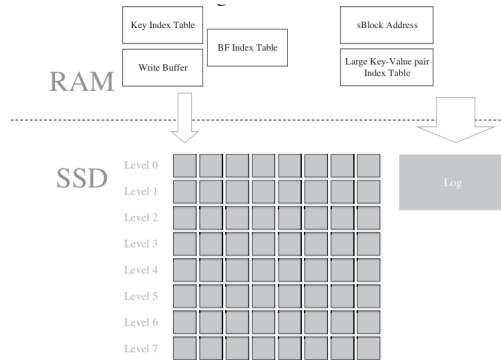 Key Index Table
BF Index Table
Write Buffer
sBlock Address
Large Key-Value pair
Index Table
RAM
SSD
Log
Level 0
Level 1
Level 2
Level 3
Level 4
Level 5
Level 6
Level 7